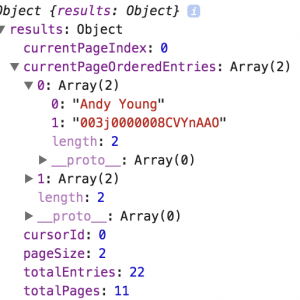 Object {results: Object} i
▼ results: Object
currentPageIndex: 0
▼ currentPageOrderedEntries: Array(2)
▼ 0: Array(2)
0: "Andy Young"
1: "003j0000008CVYnAAO"
length: 2
▶ __proto__: Array(0)
▶ 1: Array(2)
length: 2
▶ __proto__: Array(0)
cursorId: 0
pageSize: 2
totalEntries: 22
totalPages: 11